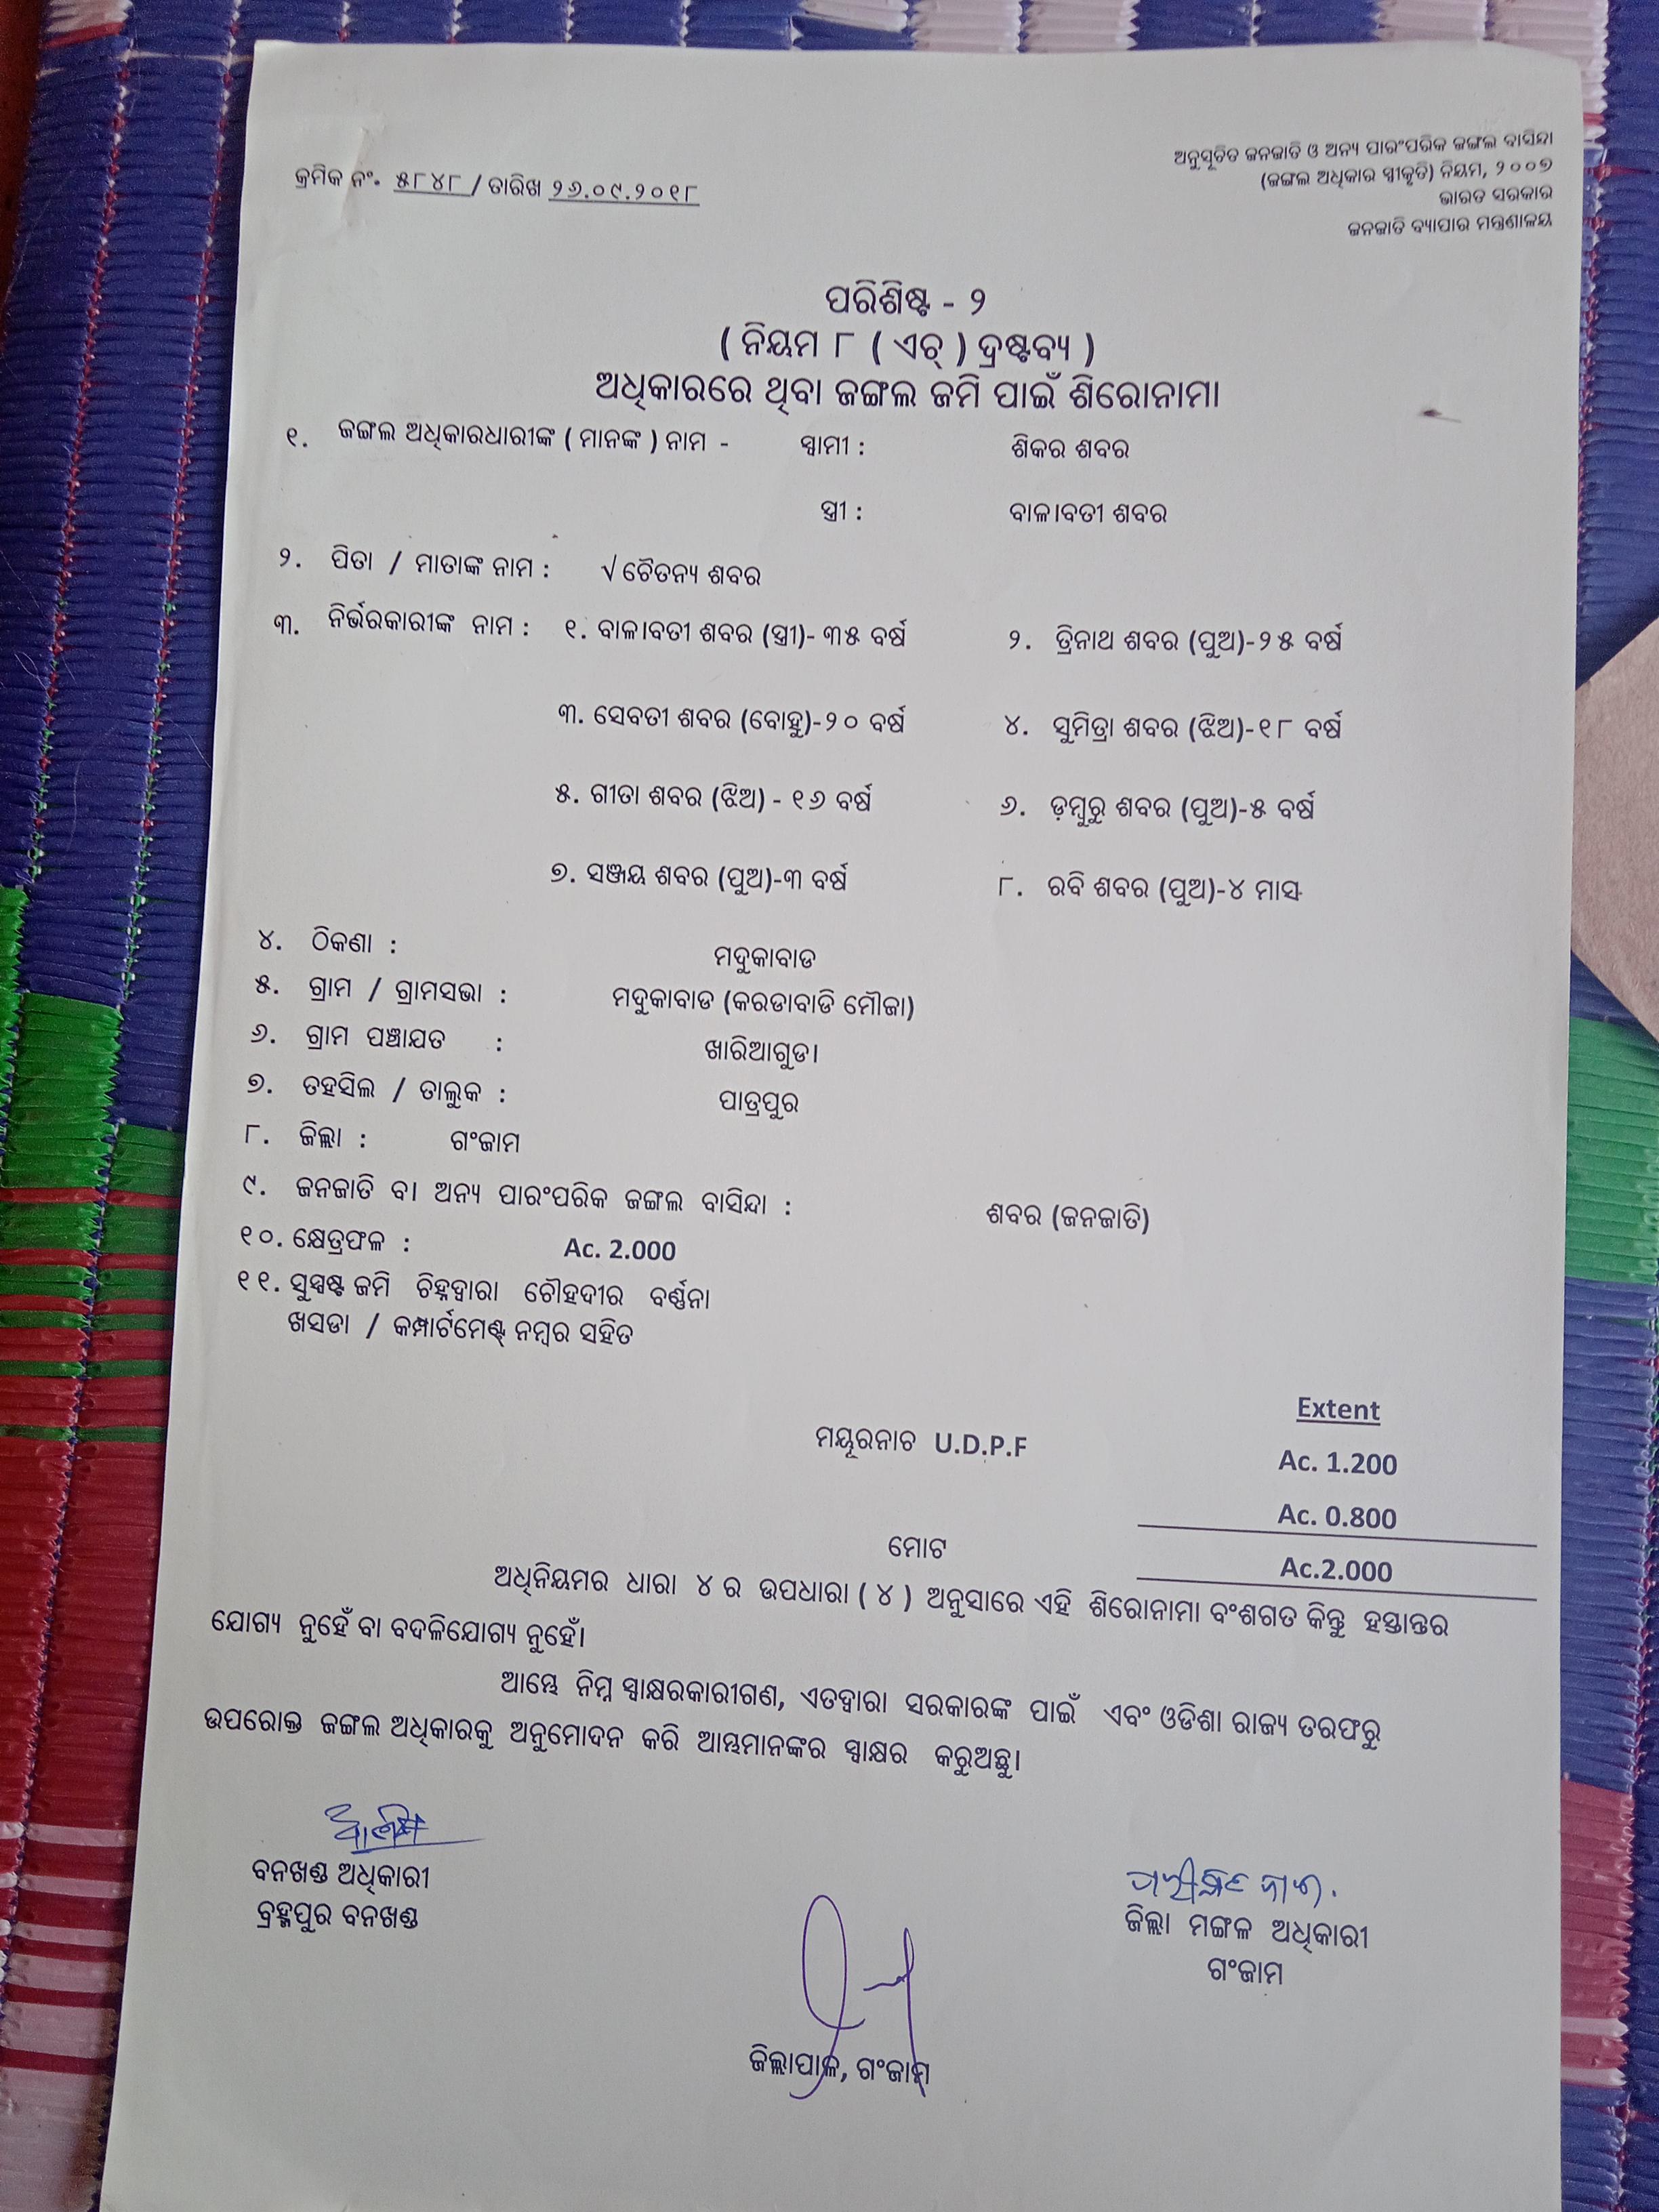 କ୍ରମିକ ନଂ. ୫୮୪୮ / ତାରିଖ ୨୬.୦୯.୨୦୧୮
ଅନୁସୂଚିତ ଜନଜାତି ଓ ଅନ୍ୟ ପାରଂପରିକ ଜଙ୍ଗଲ ବାସିନ୍ଦା
(ଜଙ୍ଗଲ ଅଧିକାର ସ୍ୱୀକୃତି) ନିୟମ, ୨୦୦୭
ଭାରତ ସରକାର
ଜନଜାତି ବ୍ୟାପାର ମନ୍ତ୍ରଣାଳୟ
ପରିଶିଷ୍ଟ - ୨
( ନିୟମ ୮ ( ଏଚ୍ ) ଦ୍ରଷ୍ଟବ୍ୟ )
ଅଧିକାରରେ ଥିବା ଜଙ୍ଗଲ ଜମି ପାଇଁ ଶିରୋନାମା
୧. ଜଙ୍ଗଲ ଅଧିକାରଧାରୀଙ୍କ ( ମାନଙ୍କ ) ନାମ - ସ୍ୱାମୀ : ଶିକର ଶବର
ସ୍ତ୍ରୀ : ବାଳାବତୀ ଶବର
୨. ପିତା / ମାତାଙ୍କ ନାମ : √ ଚୈତନ୍ୟ ଶବର
୩. ନିର୍ଭରକାରୀଙ୍କ ନାମ : ୧. ବାଳାବତୀ ଶବର (ସ୍ତ୍ରୀ)- ୩୫ ବର୍ଷ ୨. ତ୍ରିନାଥ ଶବର (ପୁଅ)-୨୫ ବର୍ଷ
୩. ସେବତୀ ଶବର (ବୋହୁ)-୨୦ ବର୍ଷ ୪. ସୁମିତ୍ରା ଶବର (ଝିଅ)-୧୮ ବର୍ଷ
୫. ଗୀତା ଶବର (ଝିଅ) - ୧୬ ବର୍ଷ ୬. ଡ଼ମ୍ବୁରୁ ଶବର (ପୁଅ)-୫ ବର୍ଷ
୭. ସଞ୍ଜୟ ଶବର (ପୁଅ)-୩ ବର୍ଷ ୮. ରବି ଶବର (ପୁଅ)-୪ ମାସ
୪. ଠିକଣା : ମଦୁକାବାଡ
୫. ଗ୍ରାମ / ଗ୍ରାମସଭା : ମଦୁକାବାଡ (କରଡାବାଡି ମୌଜା)
୬. ଗ୍ରାମ ପଞ୍ଚାଯତ : ଖାରିଆଗୁଡା
୭. ତହସିଲ / ତାଲୁକ : ପାତ୍ରପୁର
୮. ଜିଲ୍ଲା : ଗଂଜାମ
୯. ଜନଜାତି ବା ଅନ୍ୟ ପାରଂପରିକ ଜଙ୍ଗଲ ବାସିନ୍ଦା : ଶବର (ଜନଜାତି)
୧୦. କ୍ଷେତ୍ରଫଳ : Ac. 2.000
୧୧. ସୁସ୍ପଷ୍ଟ ଜମି ଚିହ୍ନଦ୍ୱାରା ଚୌହଦୀର ବର୍ଣ୍ଣନା
ଖସଡା / କମ୍ପାର୍ଟମେଣ୍ଟ୍ ନମ୍ବର ସହିତ
Extent
ମୟୂରନାଚ U.D.P.F Ac. 1.200
Ac. 0.800
ମୋଟ Ac.2.000
ଅଧିନିୟମର ଧାରା ୪ ର ଉପଧାରା ( ୪ ) ଅନୁସାରେ ଏହି ଶିରୋନାମା ବଂଶଗତ କିନ୍ତୁ ହସ୍ତାନ୍ତର
ଯୋଗ୍ୟ ନୁହେଁ ବା ବଦଳିଯୋଗ୍ୟ ନୁହେଁ।
ଆମ୍ଭେ ନିମ୍ନ ସ୍ୱାକ୍ଷରକାରୀଗଣ, ଏତଦ୍ୱାରା ସରକାରଙ୍କ ପାଇଁ ଏବଂ ଓଡିଶା ରାଜ୍ୟ ତରଫରୁ
ଉପରୋକ୍ତ ଜଙ୍ଗଲ ଅଧିକାରକୁ ଅନୁମୋଦନ କରି ଆମ୍ଭମାନଙ୍କର ସ୍ୱାକ୍ଷର କରୁଅଛୁ।
ବନଖଣ୍ଡ ଅଧିକାରୀ
ବ୍ରହ୍ମପୁର ବନଖଣ୍ଡ
ଜିଲ୍ଲା ମଙ୍ଗଳ ଅଧିକାରୀ
ଗଂଜାମ
ଜିଲ୍ଲାପାଳ, ଗଂଜାମ